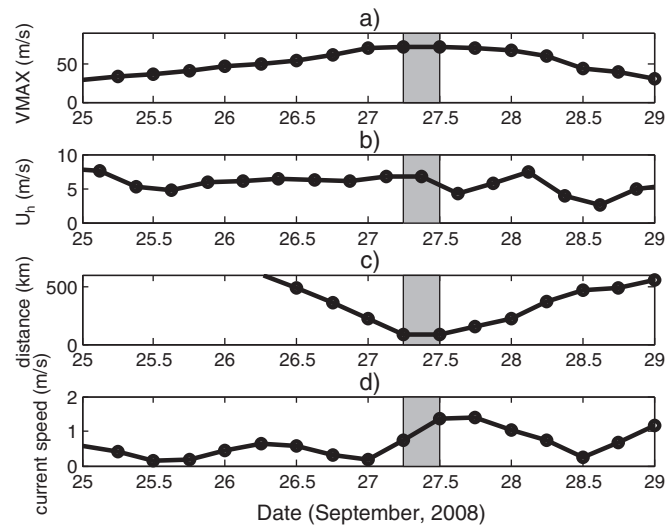 a)
VMAX (m/s)
50
0
25 25.5 26 26.5 27 27.5 28 28.5 29
b)
U_h (m/s)
10
5
0
25 25.5 26 26.5 27 27.5 28 28.5 29
c)
distance (km)
500
0
25 25.5 26 26.5 27 27.5 28 28.5 29
d)
current speed (m/s)
2
1
0
25 25.5 26 26.5 27 27.5 28 28.5 29
Date (September, 2008)